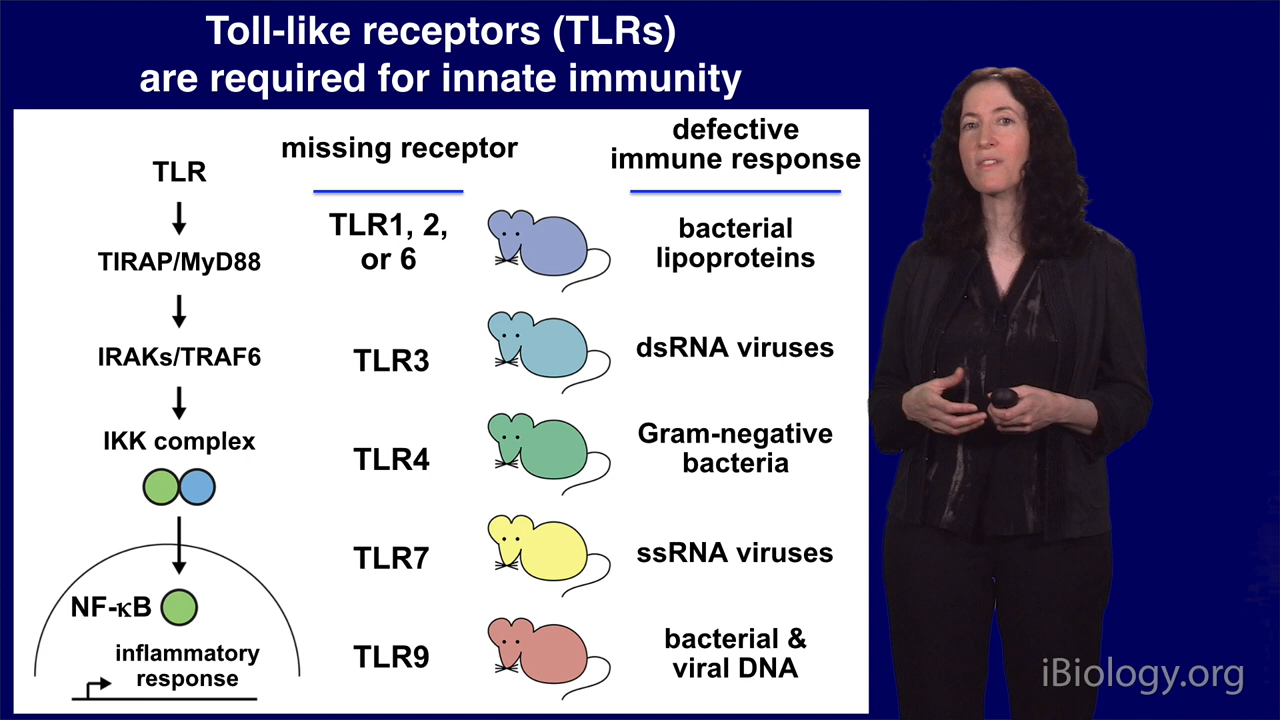 Toll-like receptors (TLRs)
are required for innate immunity
TLR
TIRAP/MyD88
IRAKs/TRAF6
IKK complex
NF-κB
inflammatory
response
missing receptor
defective
immune response
TLR1, 2,
or 6
bacterial
lipoproteins
TLR3
dsRNA viruses
TLR4
Gram-negative
bacteria
TLR7
ssRNA viruses
TLR9
bacterial &
viral DNA
iBiology.org